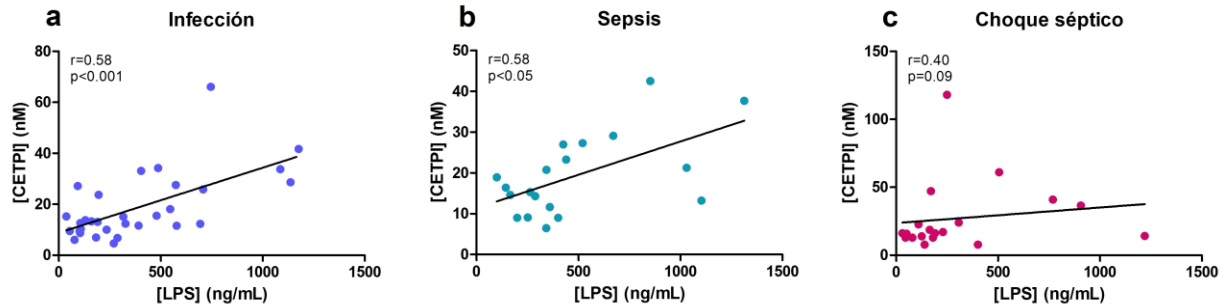 a
Infección
r=0.58
p<0.001
[CETPI] (nM)
80
60
40
20
0
0
500
1000
1500
[LPS] (ng/mL)
b
Sepsis
r=0.58
p<0.05
[CETPI] (nM)
50
40
30
20
10
0
0
500
1000
1500
[LPS] (ng/mL)
c
Choque séptico
r=0.40
p=0.09
[CETPI] (nM)
150
100
50
0
0
500
1000
1500
[LPS] (ng/mL)